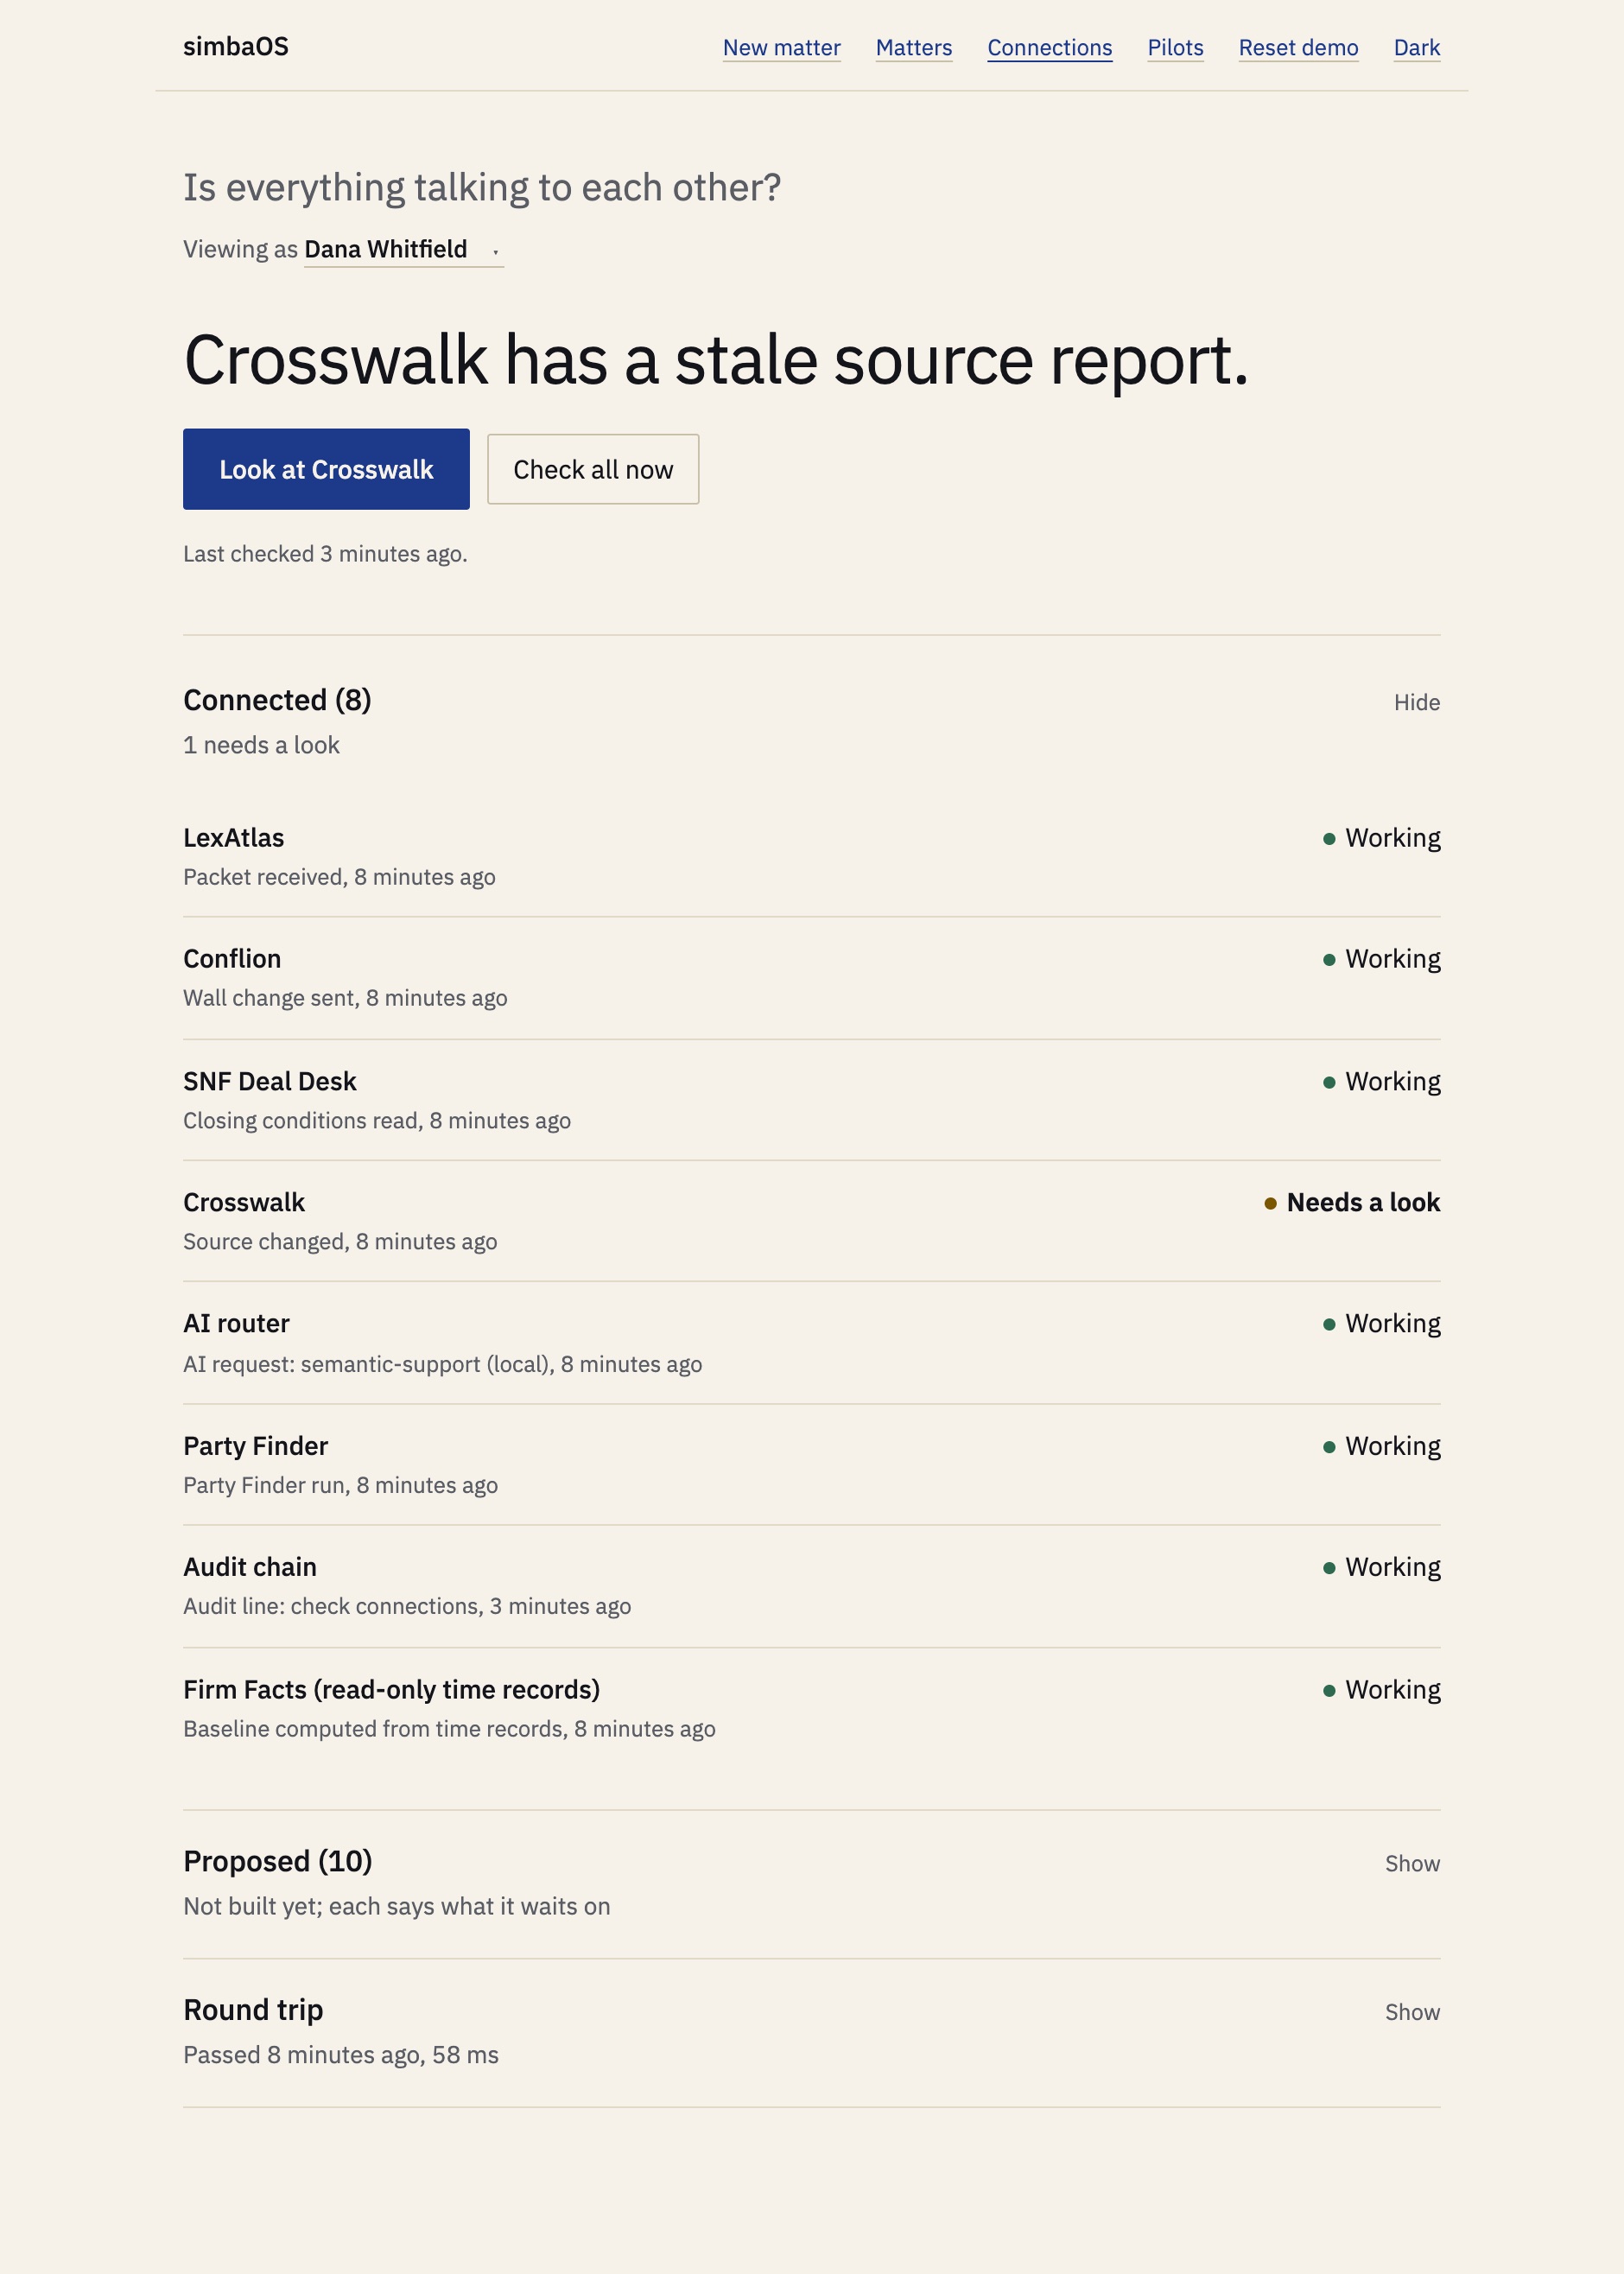 simbaOS
New matter Matters Connections Pilots Reset demo Dark
Is everything talking to each other?
Viewing as Dana Whitfield
Crosswalk has a stale source report.
Look at Crosswalk Check all now
Last checked 3 minutes ago.
Connected (8) Hide
1 needs a look
LexAtlas Working
Packet received, 8 minutes ago
Conflion Working
Wall change sent, 8 minutes ago
SNF Deal Desk Working
Closing conditions read, 8 minutes ago
Crosswalk Needs a look
Source changed, 8 minutes ago
AI router Working
AI request: semantic-support (local), 8 minutes ago
Party Finder Working
Party Finder run, 8 minutes ago
Audit chain Working
Audit line: check connections, 3 minutes ago
Firm Facts (read-only time records) Working
Baseline computed from time records, 8 minutes ago
Proposed (10) Show
Not built yet; each says what it waits on
Round trip Show
Passed 8 minutes ago, 58 ms